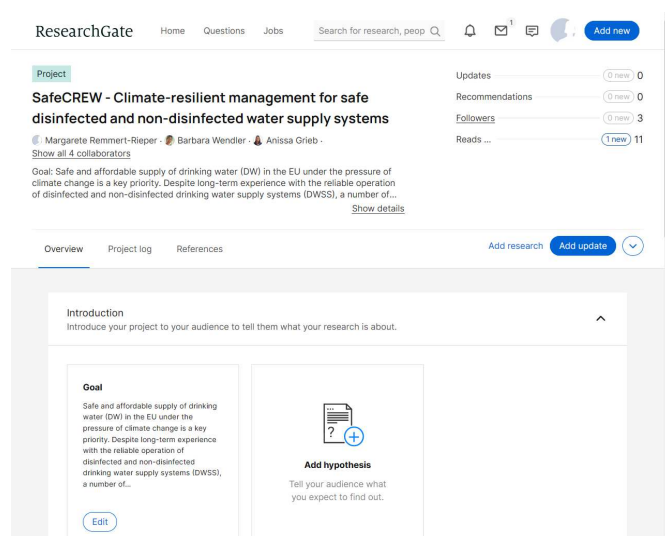 ResearchGate Home Questions Jobs Search for research, peop 1 Add new
Project
SafeCREW - Climate-resilient management for safe
disinfected and non-disinfected water supply systems
Margarete Remmert-Rieper · Barbara Wendler · Anissa Grieb ·
Show all 4 collaborators
Goal: Safe and affordable supply of drinking water (DW) in the EU under the pressure of
climate change is a key priority. Despite long-term experience with the reliable operation
of disinfected and non-disinfected drinking water supply systems (DWSS), a number of...
Show details
Updates 0 new 0
Recommendations 0 new 0
Followers 0 new 3
Reads ... 1 new 11
Overview Project log References Add research Add update
Introduction
Introduce your project to your audience to tell them what your research is about.
Goal
Safe and affordable supply of drinking
water (DW) in the EU under the
pressure of climate change is a key
priority. Despite long-term experience
with the reliable operation of
disinfected and non-disinfected
drinking water supply systems (DWSS),
a number of...
Edit
?
Add hypothesis
Tell your audience what
you expect to find out.